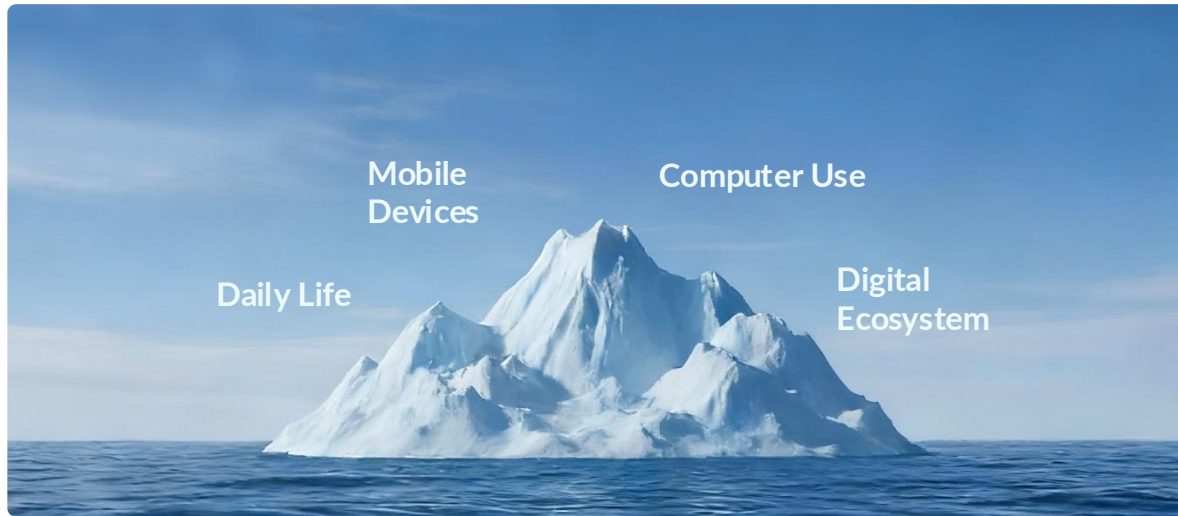 Mobile
Devices
Computer Use
Daily Life
Digital
Ecosystem